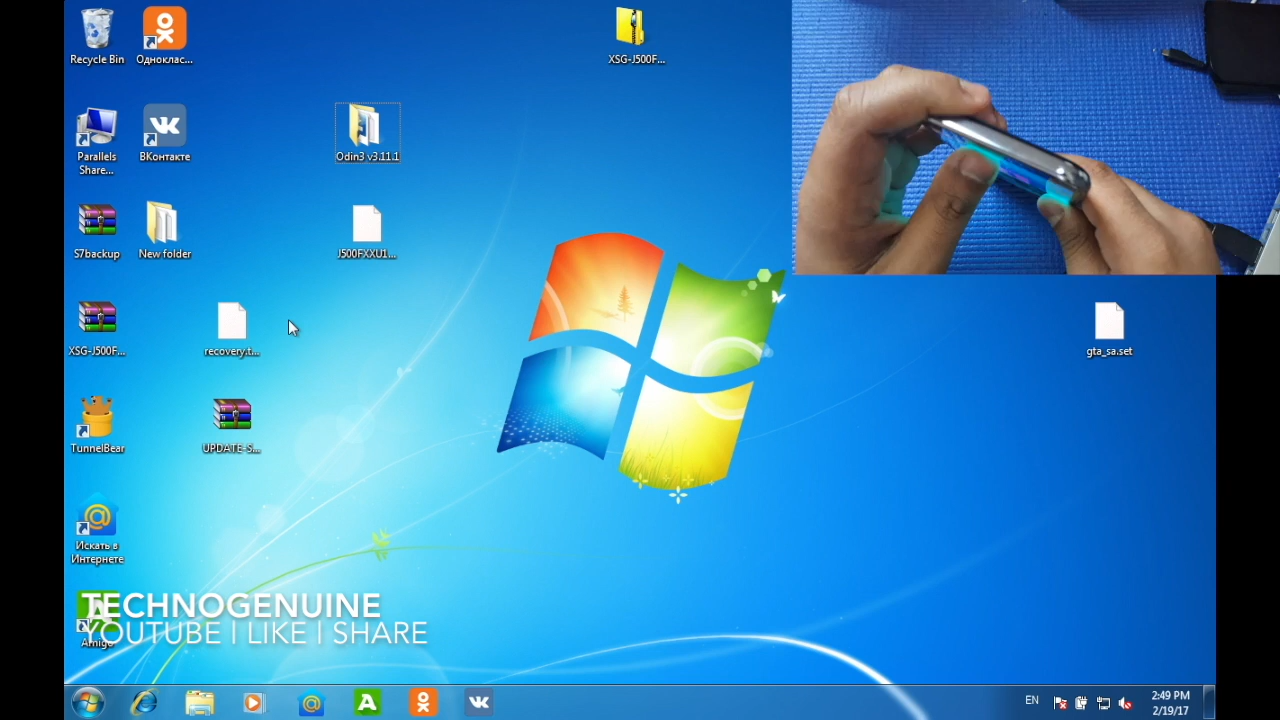 Recycle Bin
Одноклас...
XSG-J500F...
Parallels
Share...
ВКонтакте
Odin3 v3.11.1
S7backup
New folder
J500FXXU1...
XSG-J500F...
recovery.t...
gta_sa.set
TunnelBear
UPDATE-S...
Искать в
Интернете
TECHNOGENUINE
YOUTUBE | LIKE | SHARE
Amigo
EN
2:49 PM
2/19/17